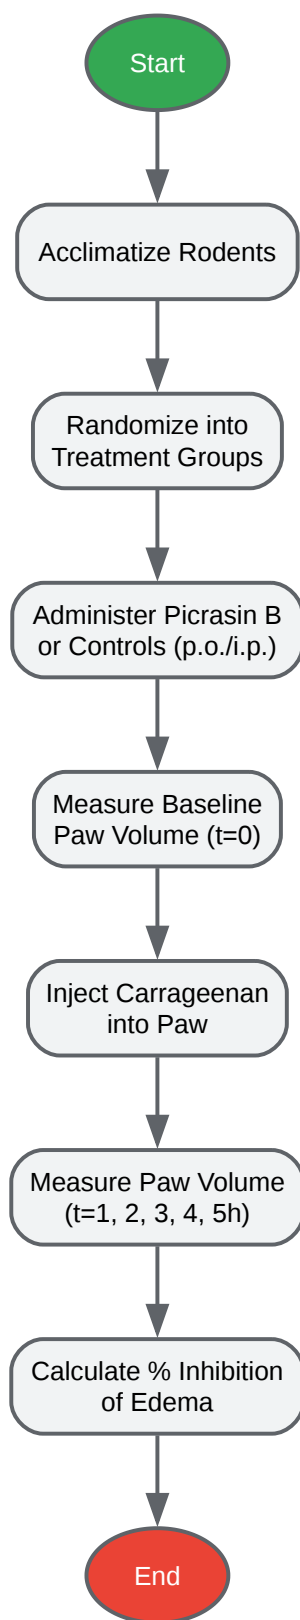 Start
Acclimatize Rodents
Randomize into
Treatment Groups
Administer Picrasin B
or Controls (p.o./i.p.)
Measure Baseline
Paw Volume (t=0)
Inject Carrageenan
into Paw
Measure Paw Volume
(t=1, 2, 3, 4, 5h)
Calculate % Inhibition
of Edema
End